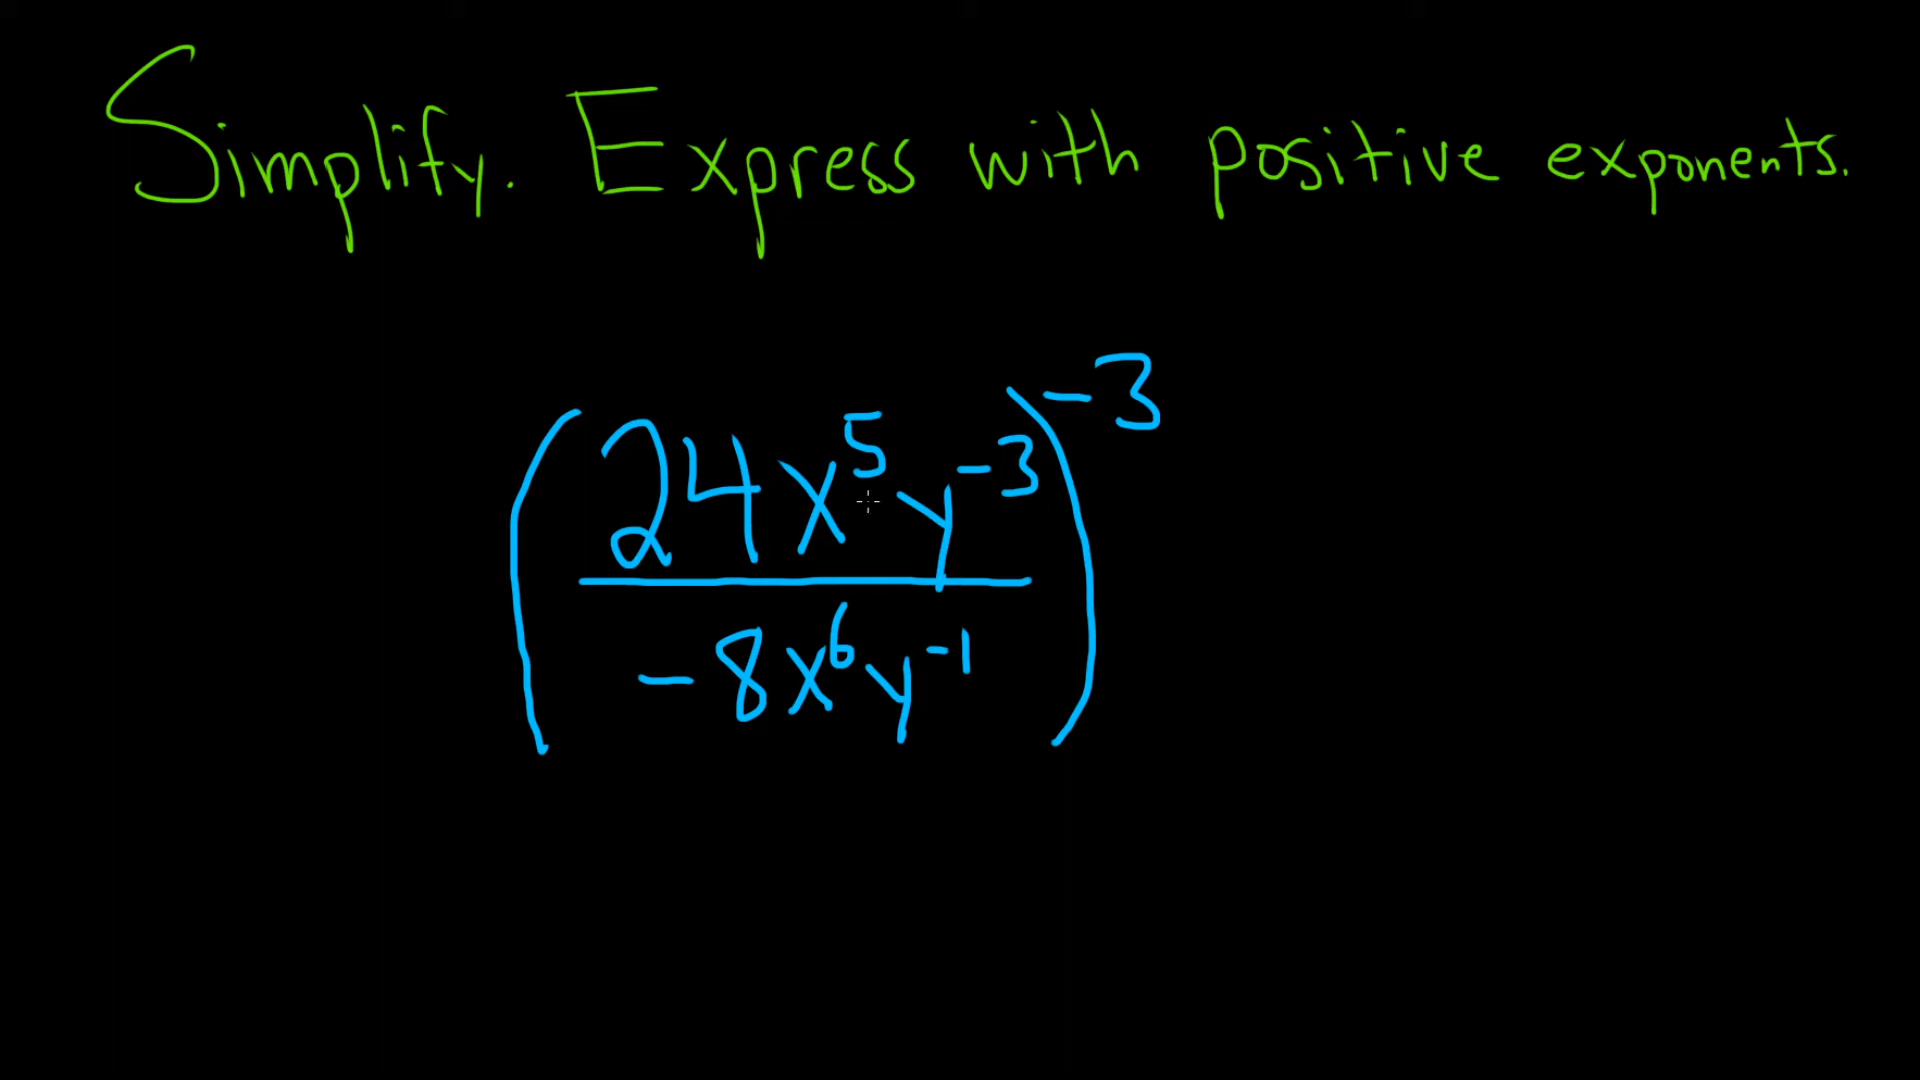 Simplify. Express with positive exponents.
(24x^5y^-3 / -8x^6y^-1)^-3